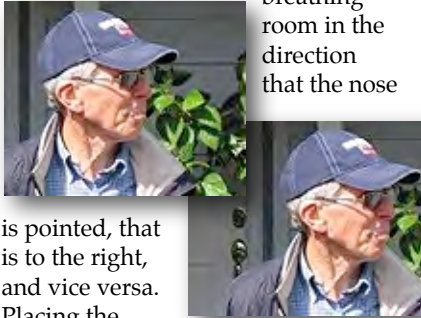 breathing
room in the
direction
that the nose
is pointed, that
is to the right,
and vice versa.
Placing the